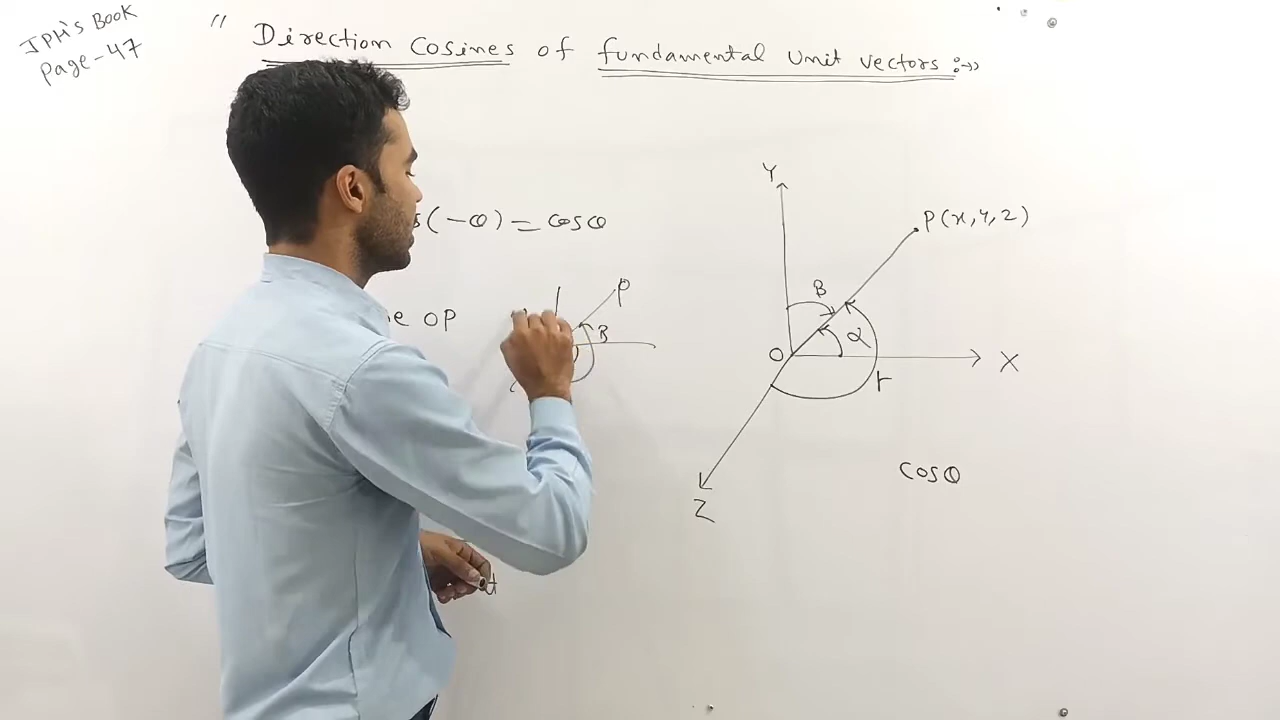 JPH's Book
Page-47
" Direction Cosines of fundamental Unit vectors :→
(-θ) = cosθ
OP
P
B
Y
P(x,y,z)
B
α
O
X
r
Z
cosθ